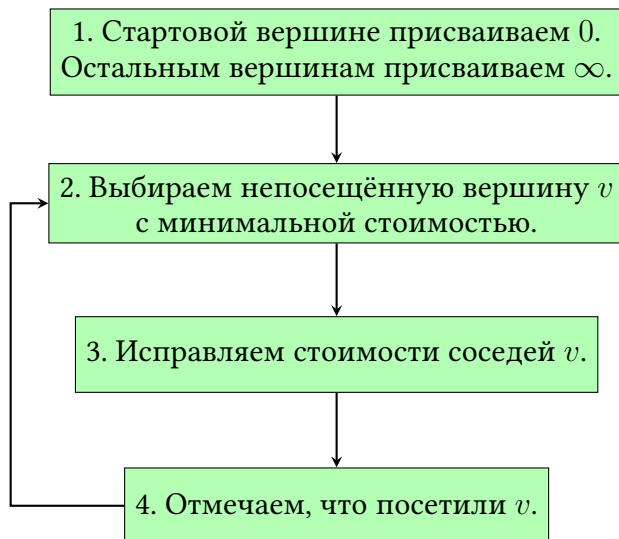 1. Стартовой вершине присваиваем 0.
Остальным вершинам присваиваем ∞.
2. Выбираем непосещённую вершину v
с минимальной стоимостью.
3. Исправляем стоимости соседей v.
4. Отмечаем, что посетили v.